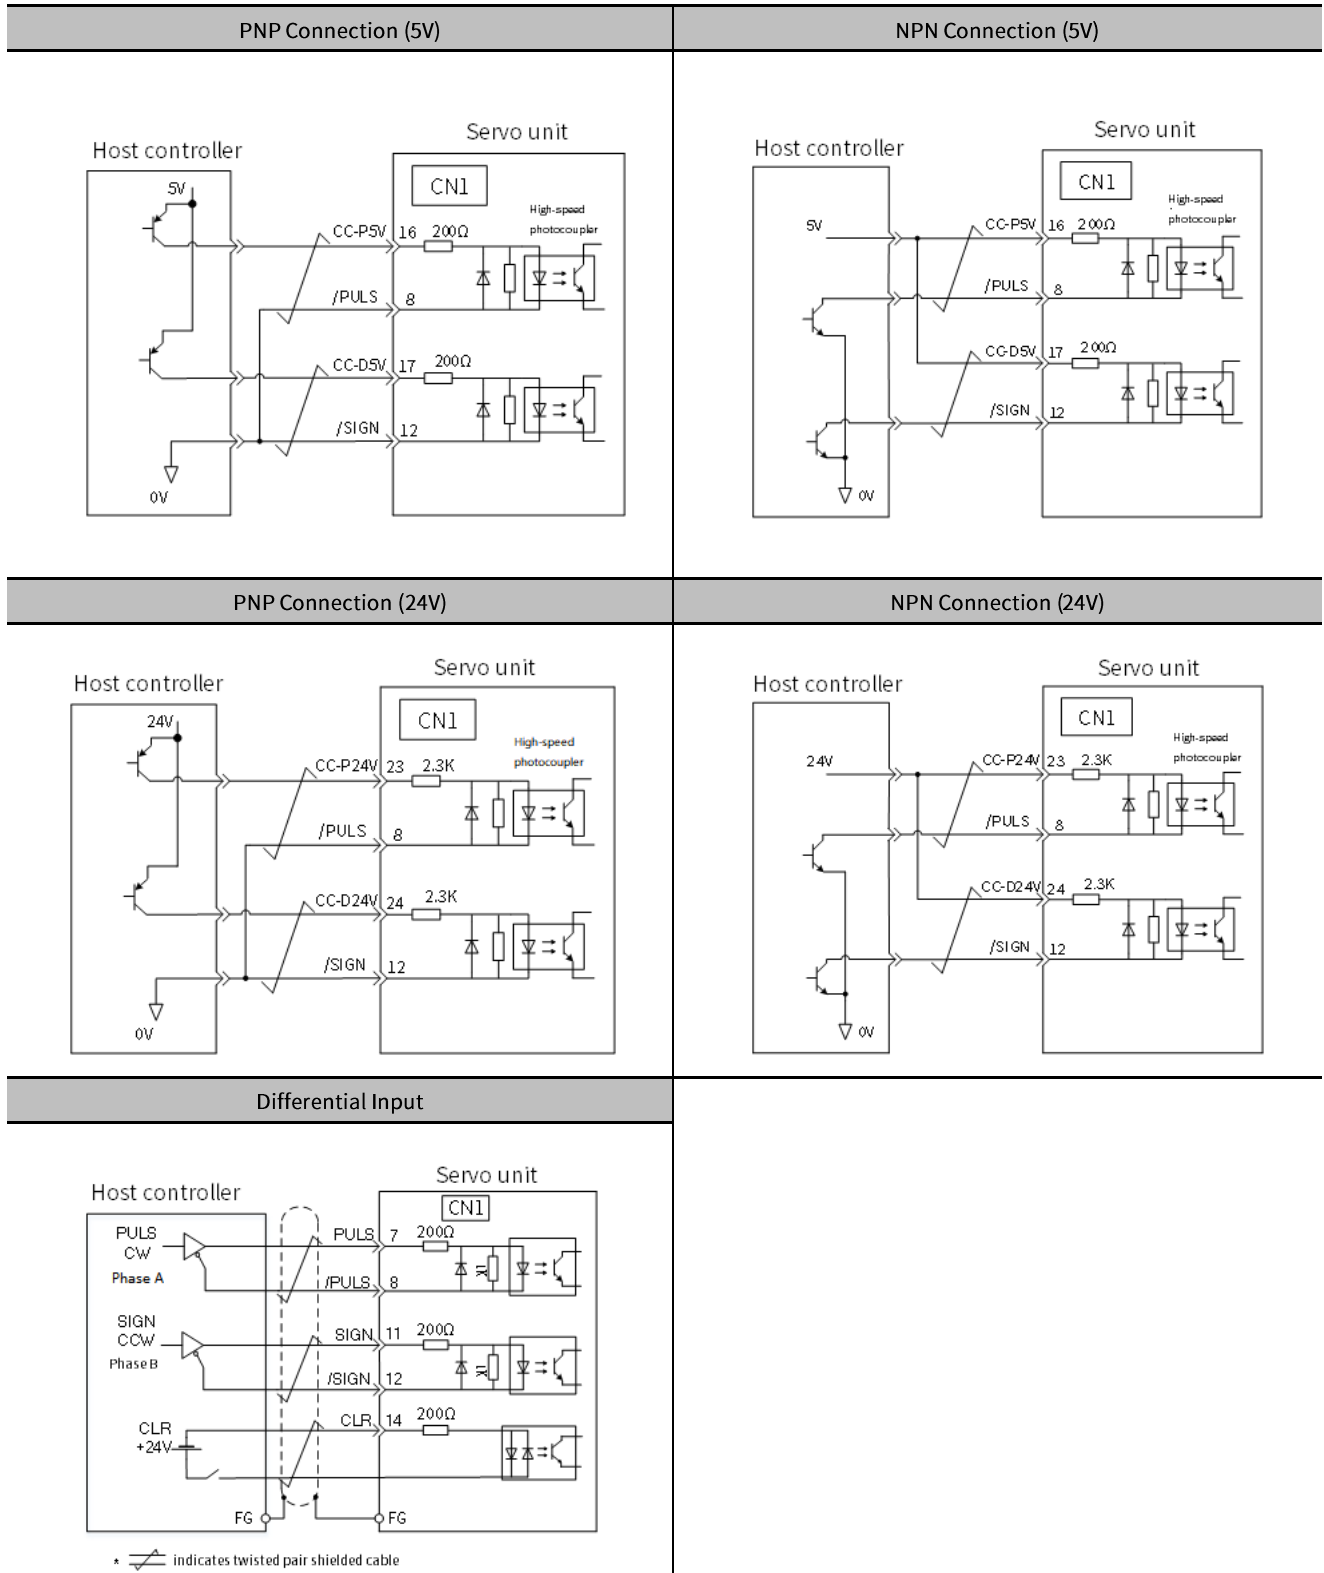 PNP Connection (5V)
NPN Connection (5V)
Host controller
Servo unit
5V
CN1
High-speed
photocoupler
CC-P5V 16 200Ω
/PULS 8
CC-D5V 17 200Ω
/SIGN 12
0V
Host controller
Servo unit
CN1
High-speed
photocoupler
5V
CC-P5V 16 200Ω
/PULS 8
CC-D5V 17 200Ω
/SIGN 12
0V
PNP Connection (24V)
NPN Connection (24V)
Host controller
Servo unit
24V
CN1
High-speed
photocoupler
CC-P24V 23 2.3K
/PULS 8
CC-D24V 24 2.3K
/SIGN 12
0V
Host controller
Servo unit
CN1
High-speed
photocoupler
24V
CC-P24V 23 2.3K
/PULS 8
CC-D24V 24 2.3K
/SIGN 12
0V
Differential Input
Host controller
Servo unit
CN1
PULS
CW
Phase A
PULS 7 200Ω
1K
/PULS 8
SIGN
CCW
Phase B
SIGN 11 200Ω
1K
/SIGN 12
CLR
+24V
CLR 14 200Ω
FG
FG
* indicates twisted pair shielded cable